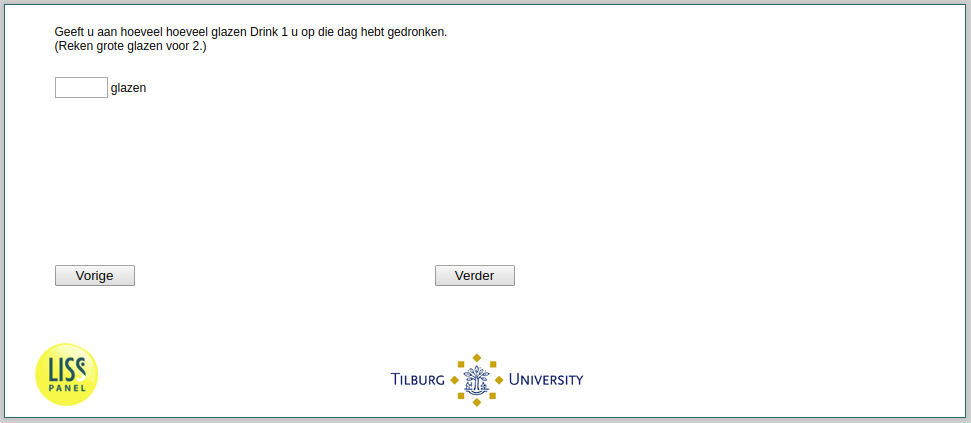 Geeft u aan hoeveel hoeveel glazen Drink 1 u op die dag hebt gedronken.
(Reken grote glazen voor 2.)
glazen
Vorige
Verder
LISS
PANEL
TILBURG UNIVERSITY